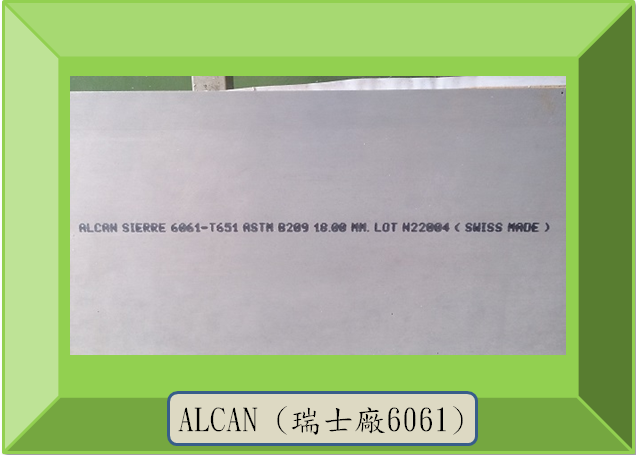 ALCAN SIERRE 6061-T651 ASTM B209 18.00 MM. LOT N22004 ( SWISS MADE )
ALCAN (瑞士廠6061)